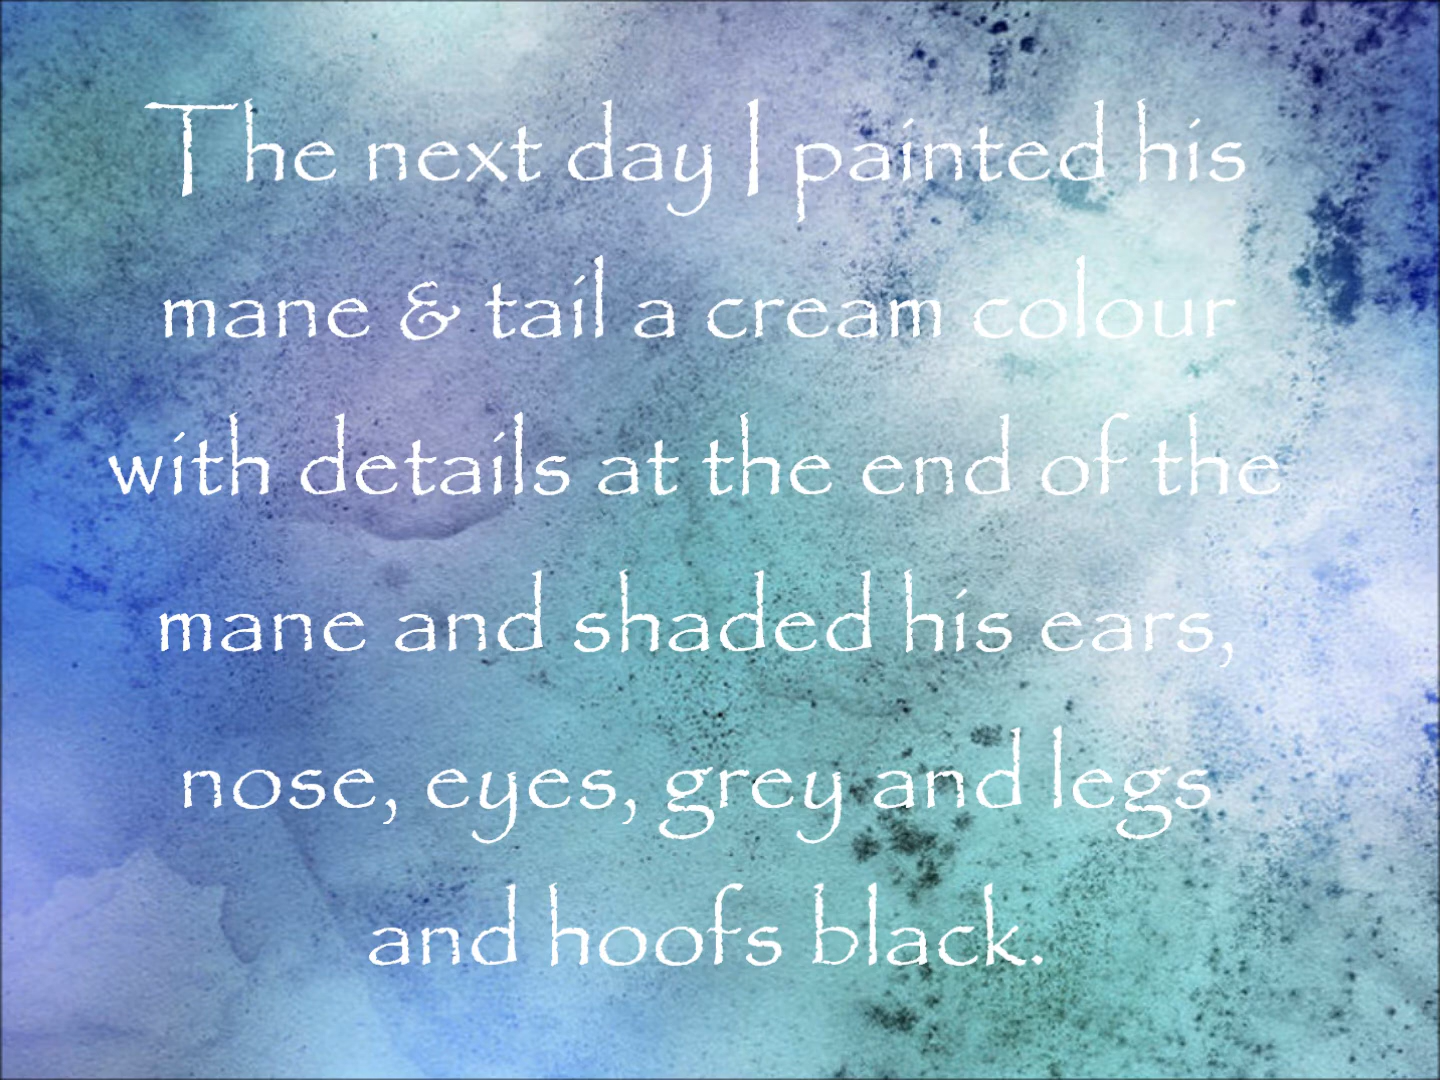 The next day I painted his
mane & tail a cream colour
with details at the end of the
mane and shaded his ears,
nose, eyes, grey and legs
and hoofs black.